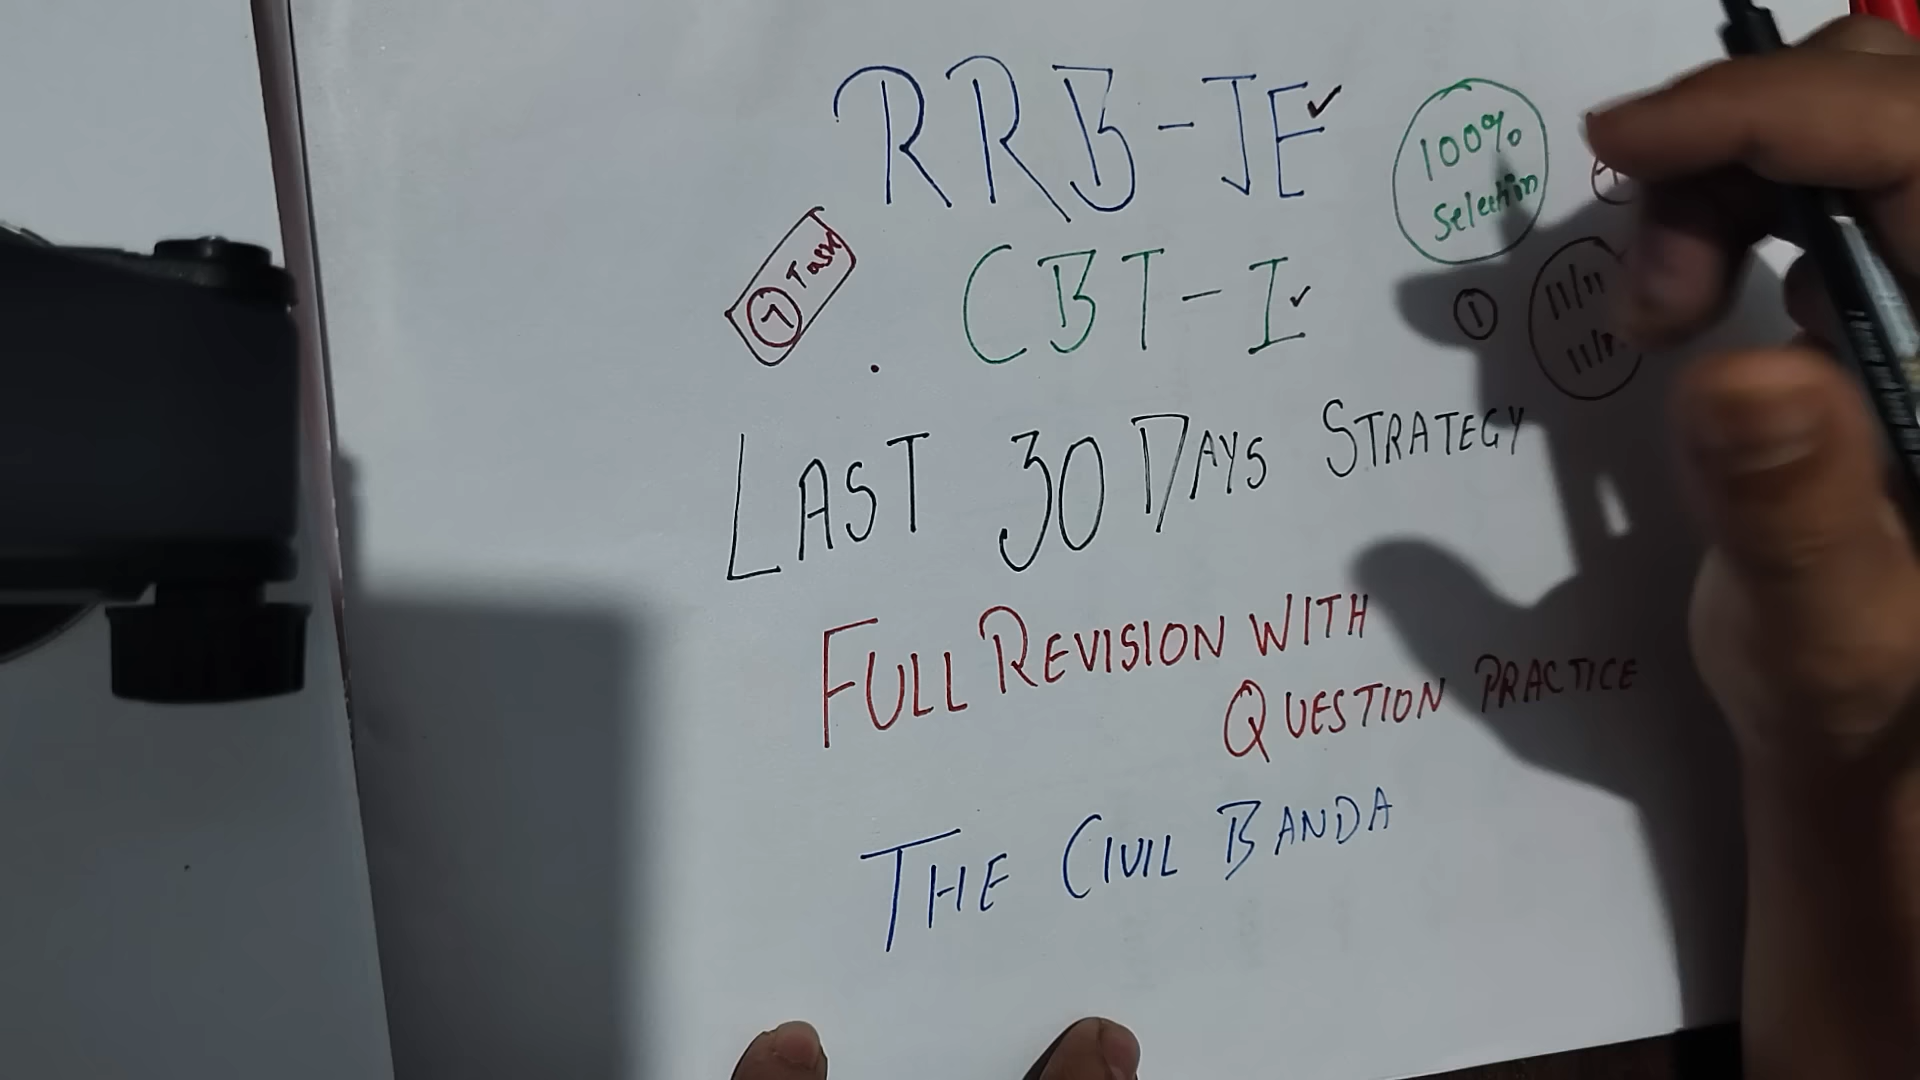 RRB-JE
100%
Selection
7 Task
CBT-I
1
LAST 30 DAYS STRATEGY
FULL REVISION WITH
QUESTION PRACTICE
THE CIVIL BANDA